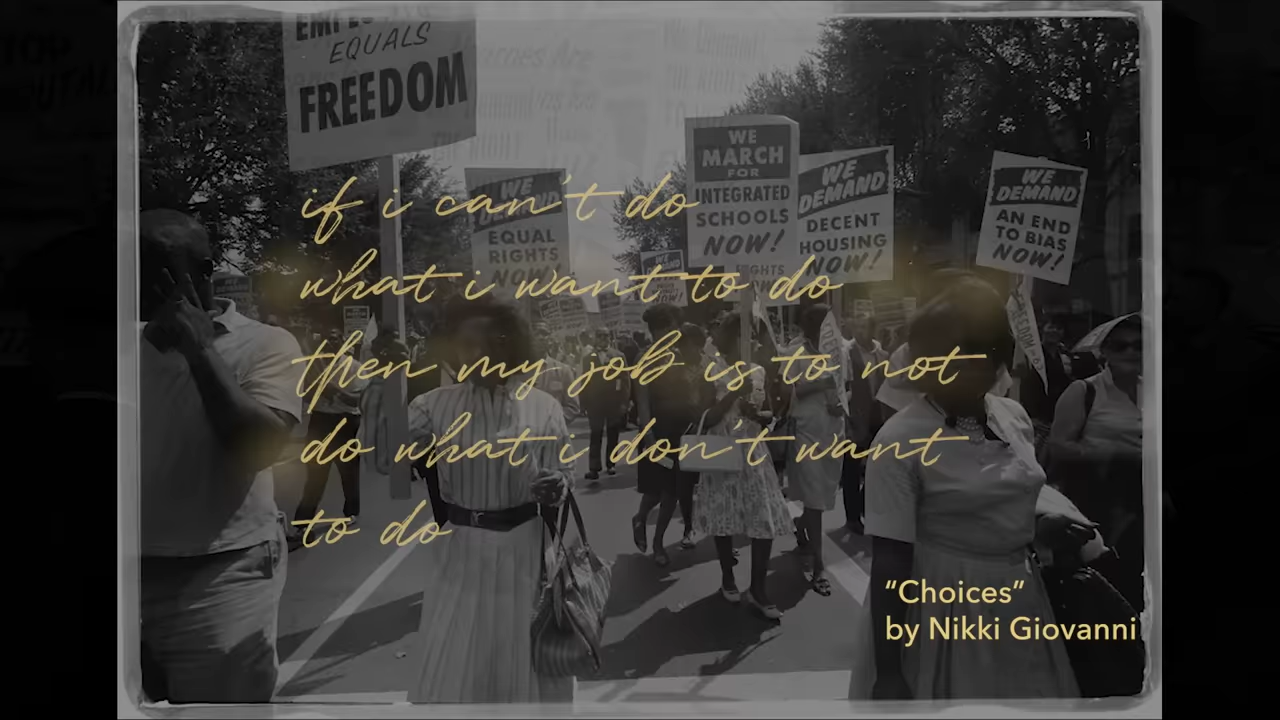 EQUALS
FREEDOM
WE
DEMAND
EQUAL
RIGHTS
NOW!
WE
MARCH
FOR
INTEGRATED
SCHOOLS
NOW!
WE
DEMAND
DECENT
HOUSING
NOW!
WE
DEMAND
AN END
TO BIAS
NOW!
if i can't do
what i want to do
then my job is to not
do what i don't want
to do
"Choices"
by Nikki Giovanni